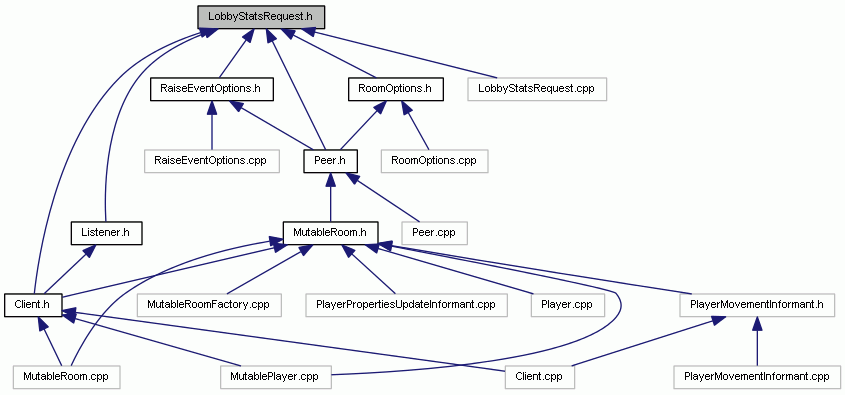 LobbyStatsRequest.h
RaiseEventOptions.h
RoomOptions.h
LobbyStatsRequest.cpp
RaiseEventOptions.cpp
Peer.h
RoomOptions.cpp
Listener.h
MutableRoom.h
Peer.cpp
Client.h
MutableRoomFactory.cpp
PlayerPropertiesUpdateInformant.cpp
Player.cpp
PlayerMovementInformant.h
MutableRoom.cpp
MutablePlayer.cpp
Client.cpp
PlayerMovementInformant.cpp